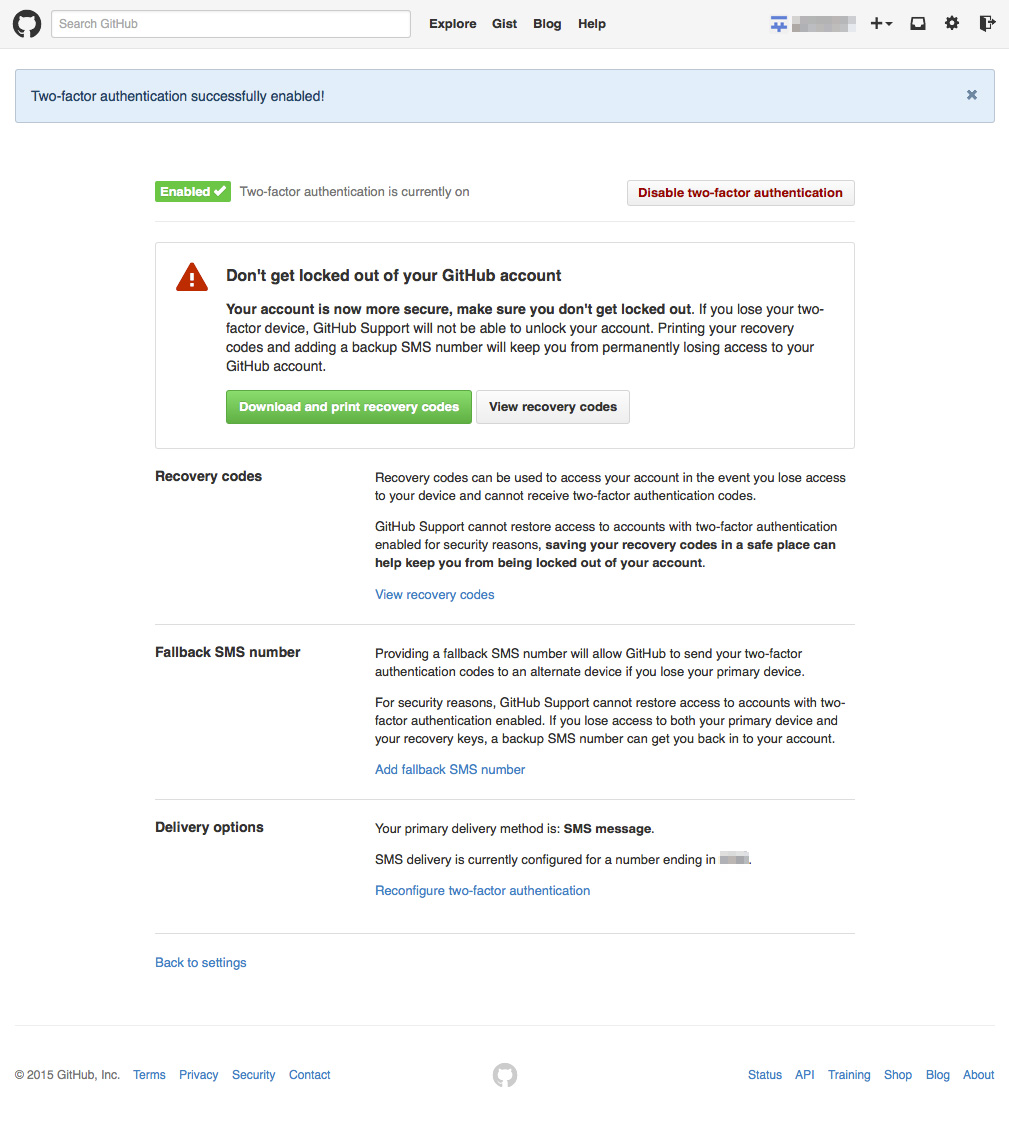 Search GitHub Explore Gist Blog Help
Two-factor authentication successfully enabled!
Enabled Two-factor authentication is currently on Disable two-factor authentication
Don't get locked out of your GitHub account
Your account is now more secure, make sure you don't get locked out. If you lose your two-
factor device, GitHub Support will not be able to unlock your account. Printing your recovery
codes and adding a backup SMS number will keep you from permanently losing access to your
GitHub account.
Download and print recovery codes View recovery codes
Recovery codes
Recovery codes can be used to access your account in the event you lose access
to your device and cannot receive two-factor authentication codes.
GitHub Support cannot restore access to accounts with two-factor authentication
enabled for security reasons, saving your recovery codes in a safe place can
help keep you from being locked out of your account.
View recovery codes
Fallback SMS number
Providing a fallback SMS number will allow GitHub to send your two-factor
authentication codes to an alternate device if you lose your primary device.
For security reasons, GitHub Support cannot restore access to accounts with two-
factor authentication enabled. If you lose access to both your primary device and
your recovery keys, a backup SMS number can get you back in to your account.
Add fallback SMS number
Delivery options
Your primary delivery method is: SMS message.
SMS delivery is currently configured for a number ending in .
Reconfigure two-factor authentication
Back to settings
© 2015 GitHub, Inc. Terms Privacy Security Contact Status API Training Shop Blog About